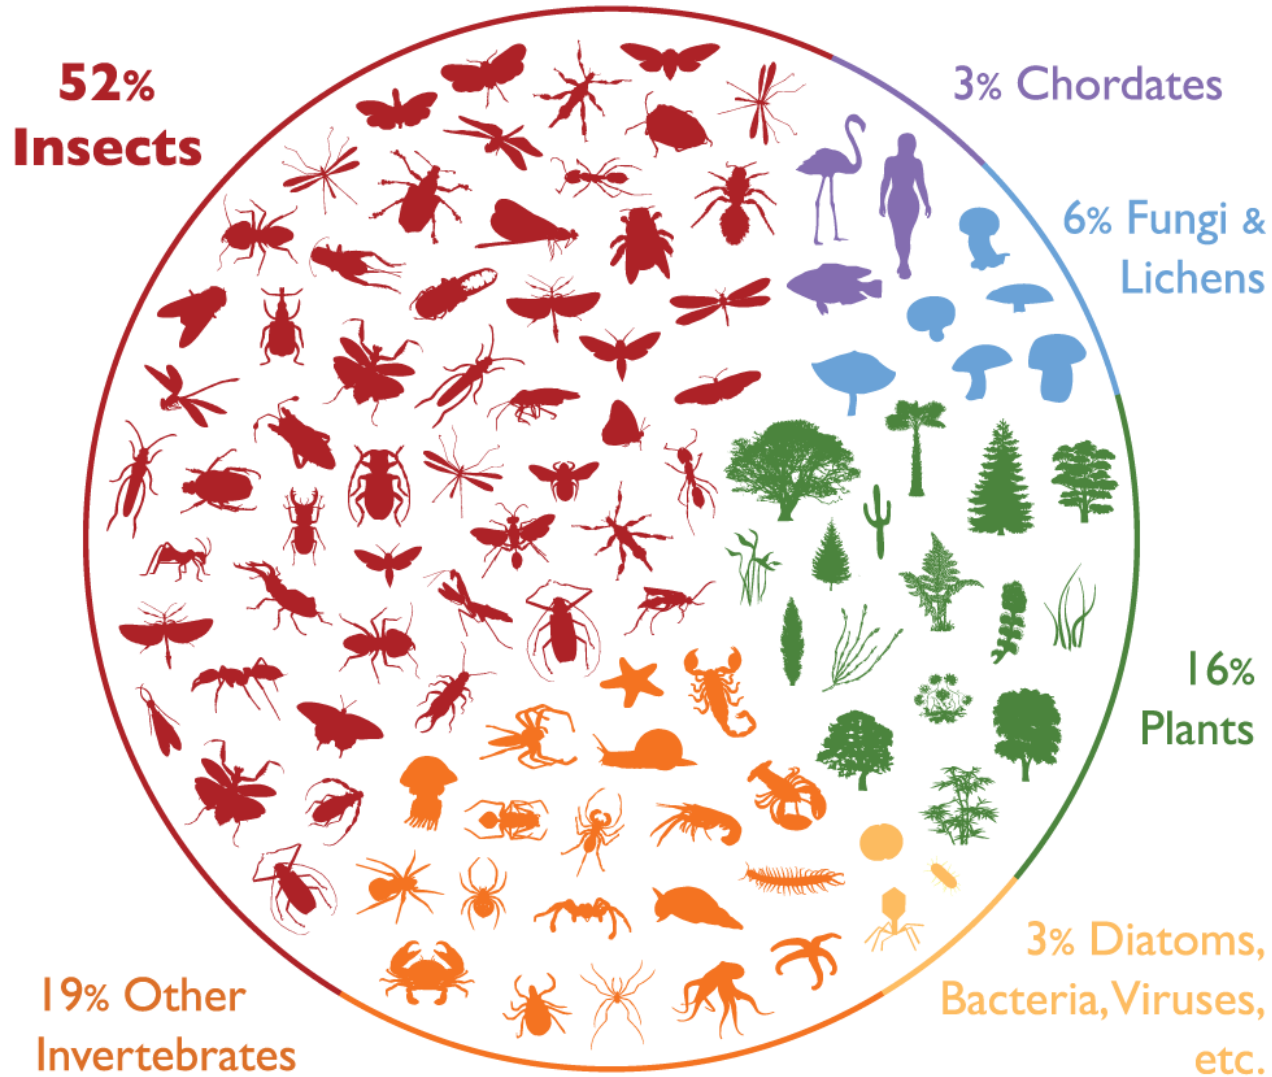 52%
Insects
3% Chordates
6% Fungi &
Lichens
16%
Plants
3% Diatoms,
Bacteria, Viruses,
etc.
19% Other
Invertebrates